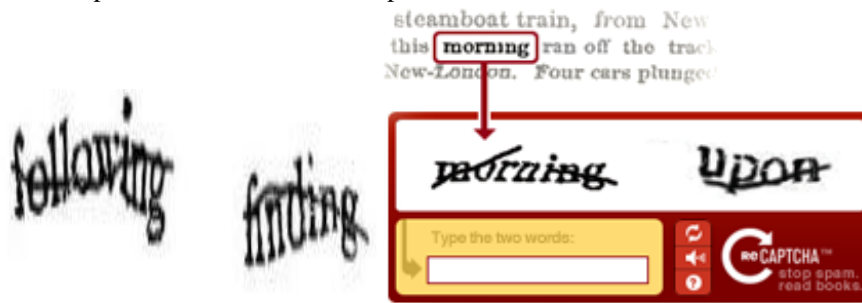 steamboat train, from New
this morning ran off the track
New-London. Four cars plunged
following finding
morning upon
Type the two words:
reCAPTCHA™
stop spam.
read books.